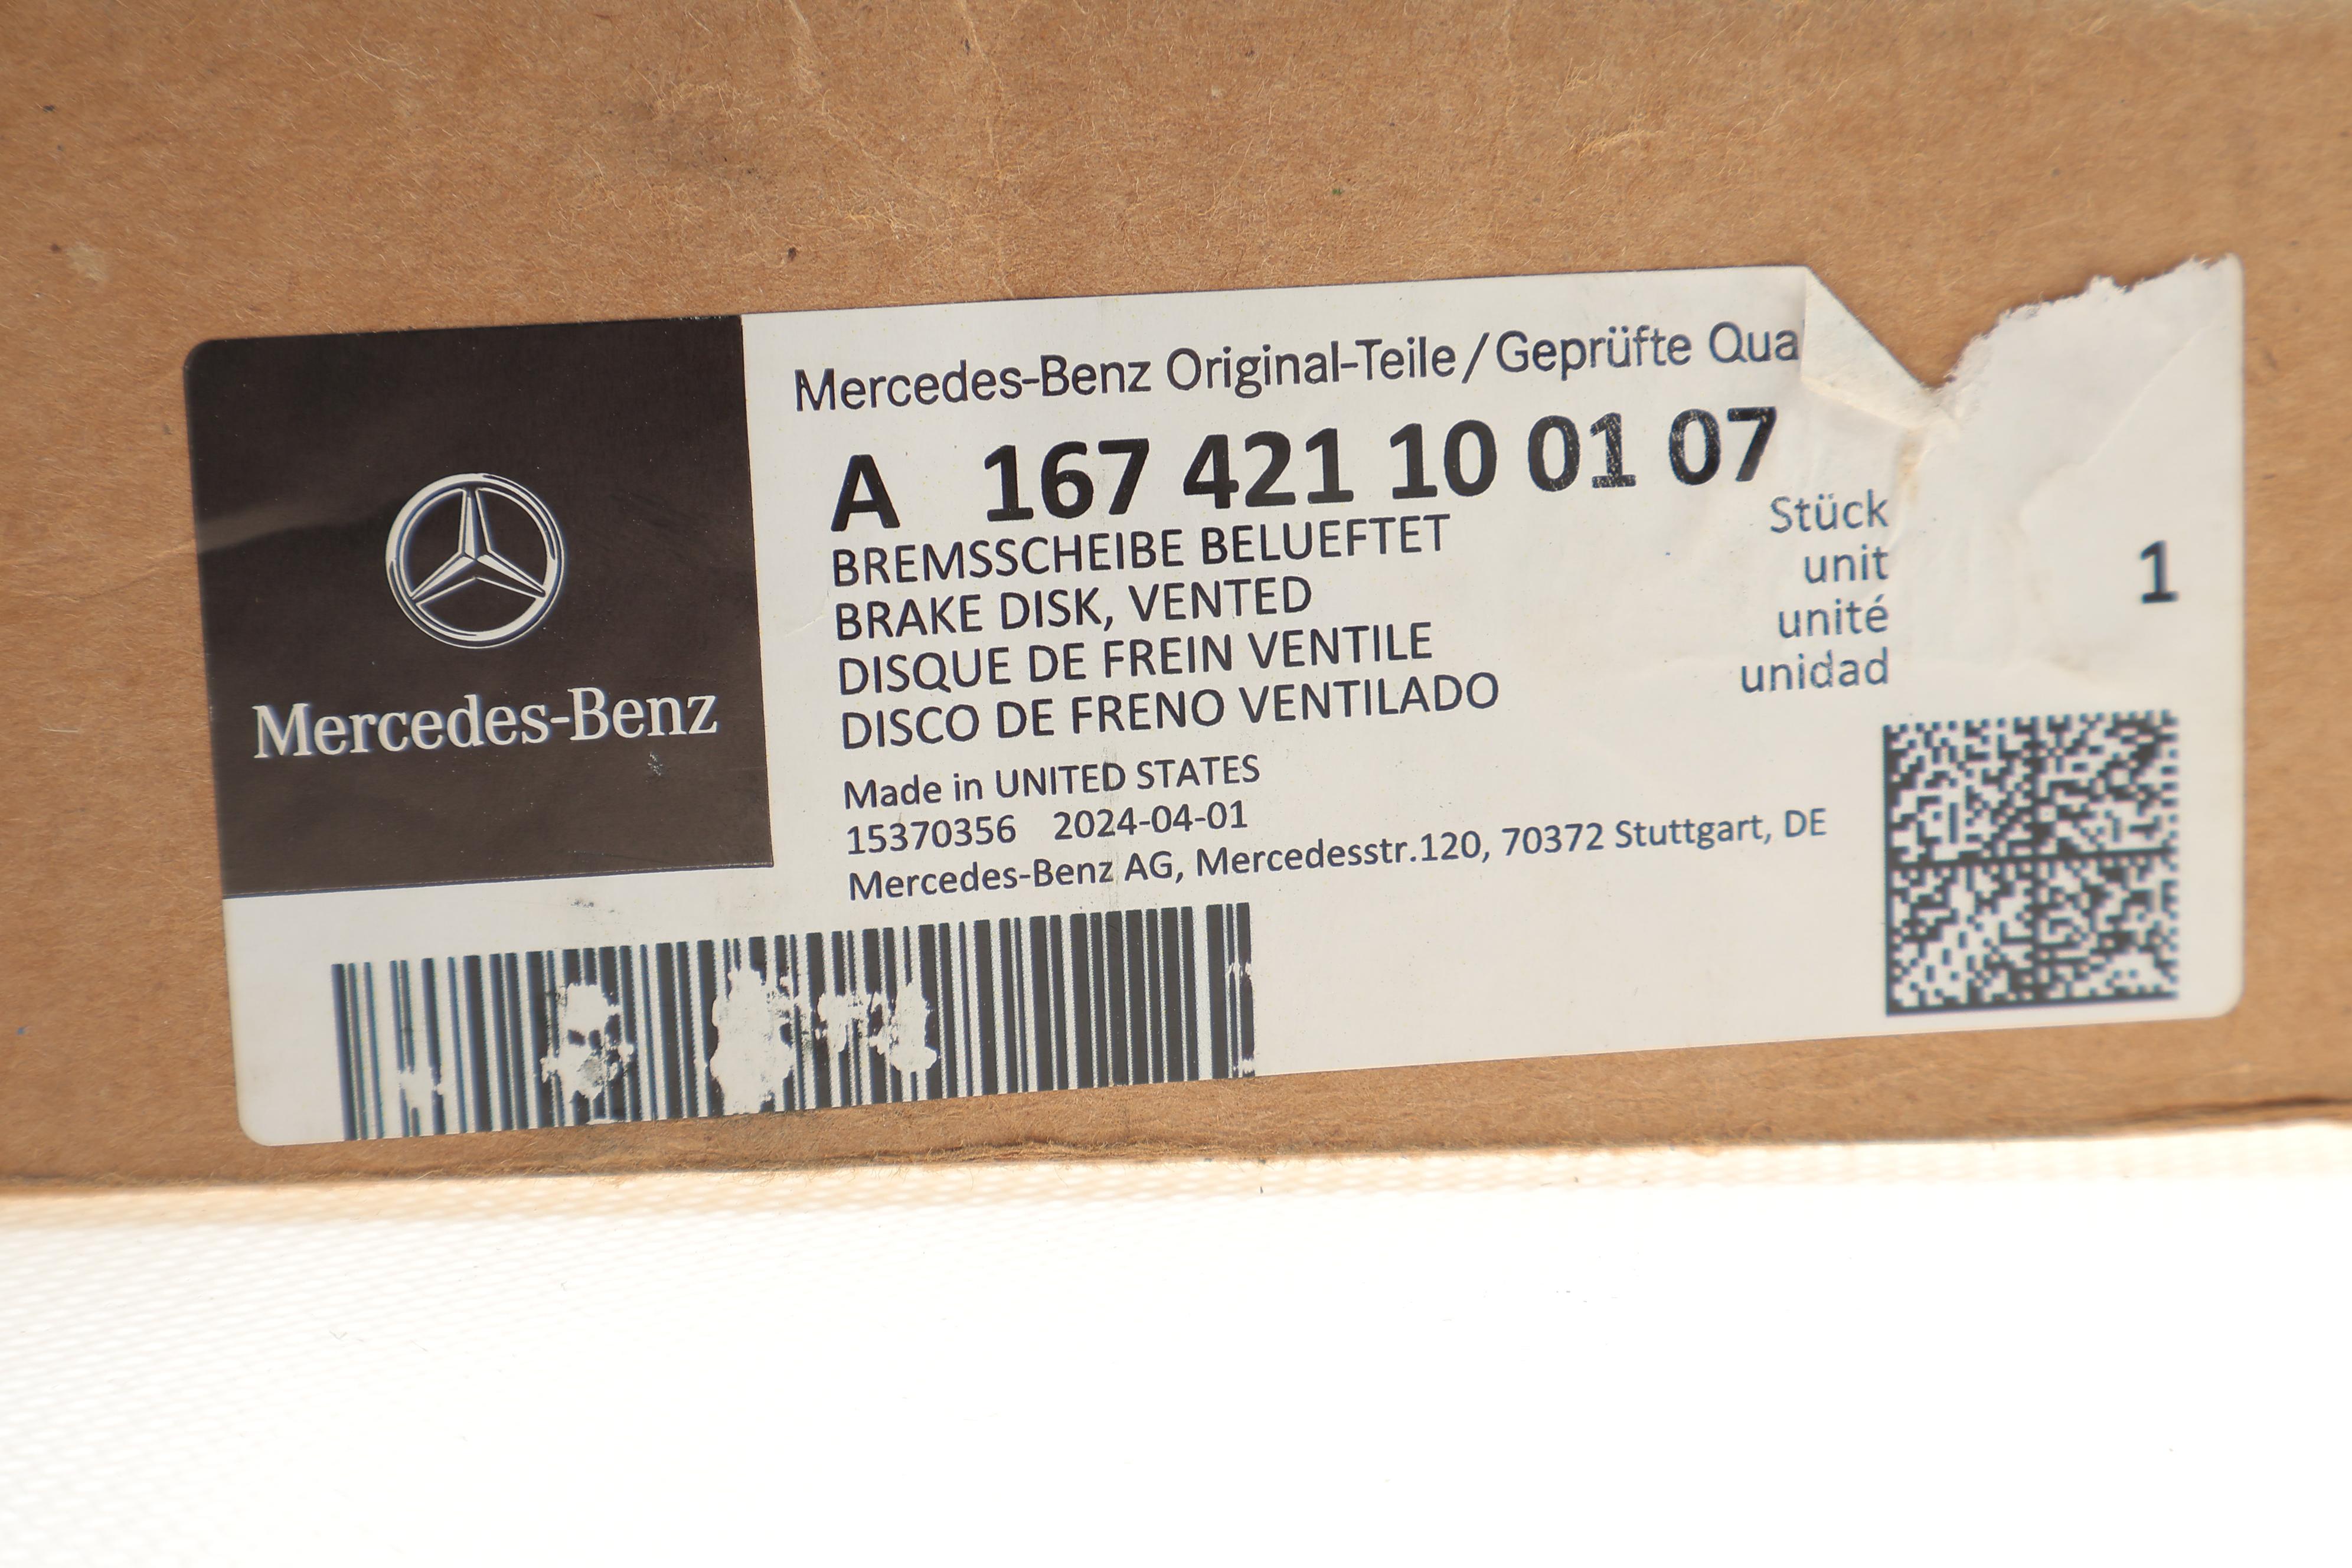 Mercedes-Benz
Mercedes-Benz Original-Teile/Geprüfte Qua
A 167 421 10 01 07
BREMSSCHEIBE BELUEFTET
BRAKE DISK, VENTED
DISQUE DE FREIN VENTILE
DISCO DE FRENO VENTILADO
Stück
unit
unité
unidad
1
Made in UNITED STATES
15370356 2024-04-01
Mercedes-Benz AG, Mercedesstr.120, 70372 Stuttgart, DE